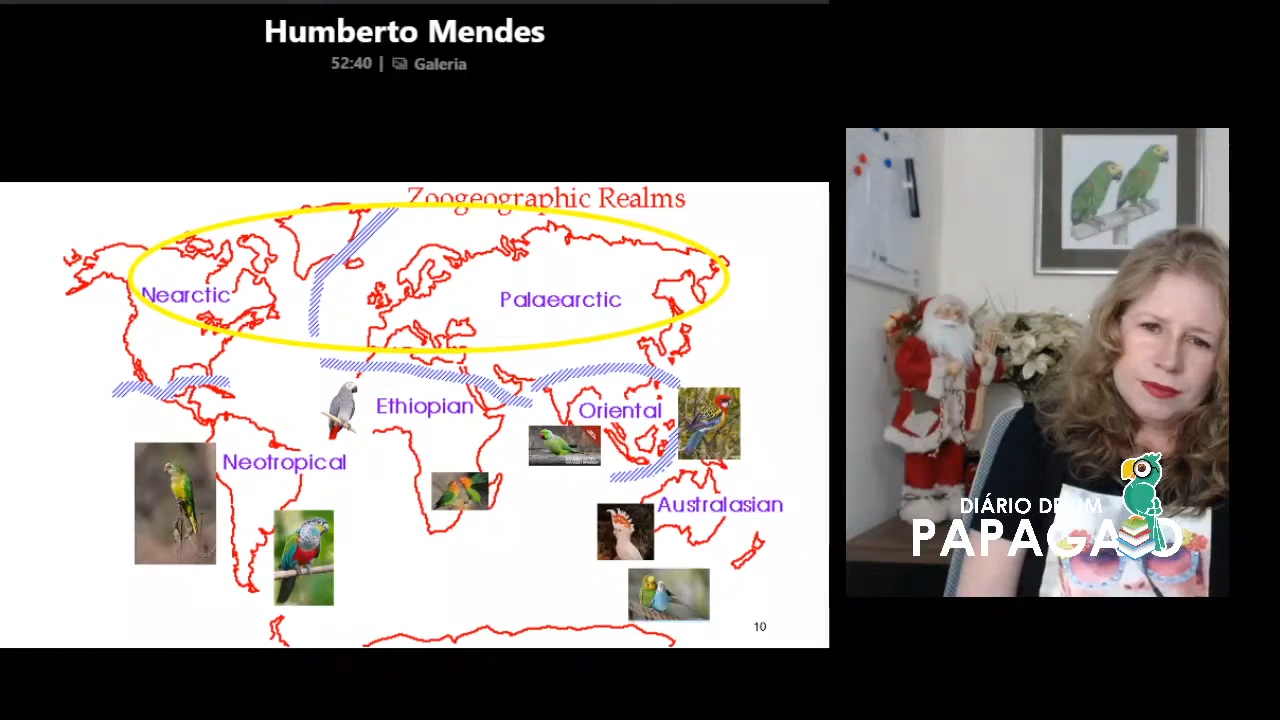 Humberto Mendes
52:40 | Galeria
Zoogeographic Realms
Nearctic
Palaearctic
Ethiopian
Oriental
Neotropical
Australasian
10
DIÁRIO DE UM
PAPAGAIO